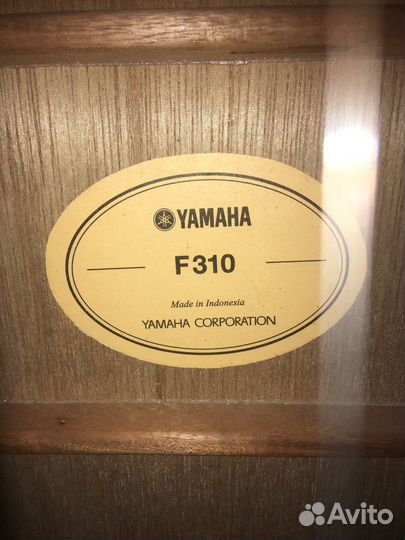 YAMAHA
F310
Made in Indonesia
YAMAHA CORPORATION
Avito